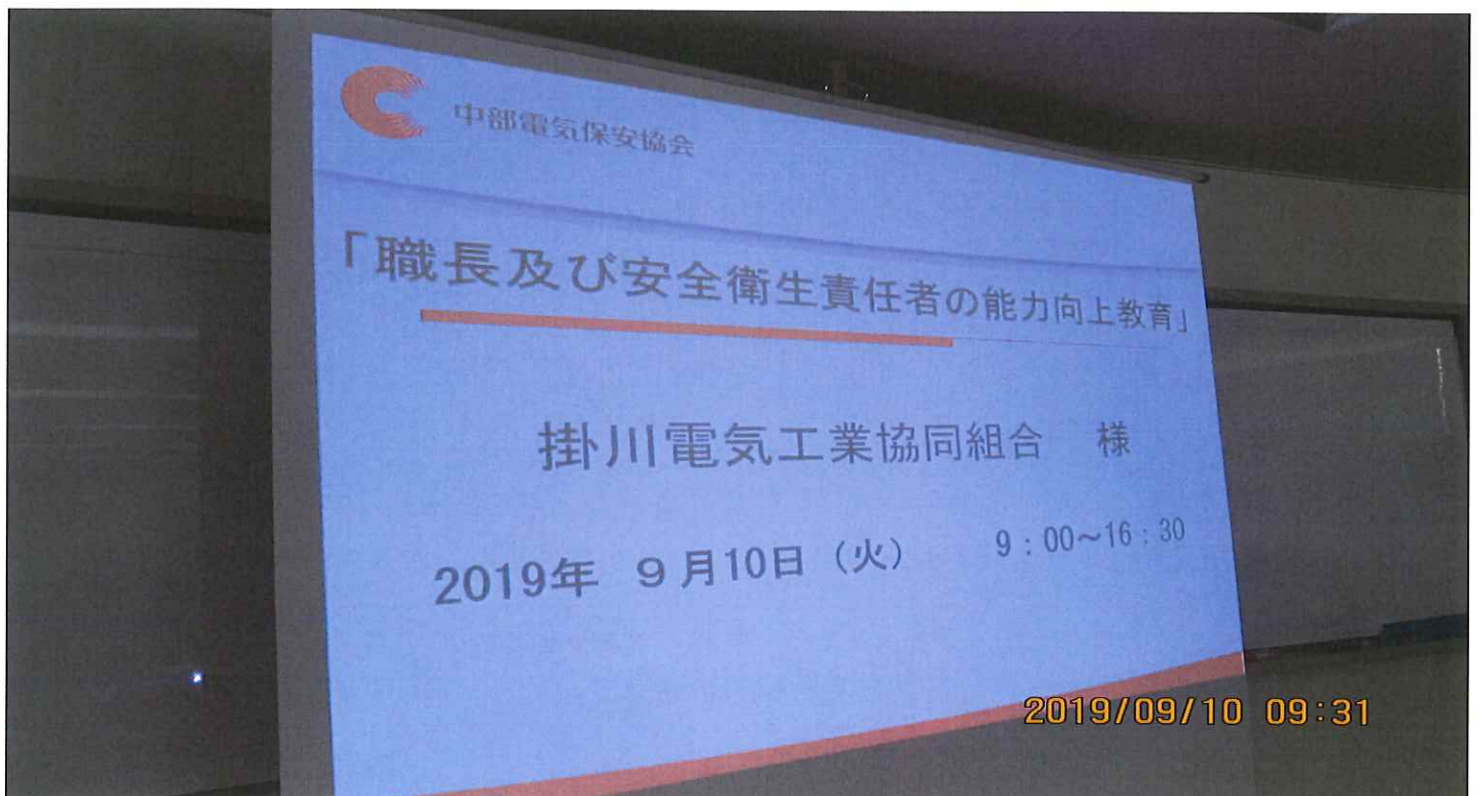 中部電気保安協会
「職長及び安全衛生責任者の能力向上教育」
掛川電気工業協同組合 様
2019年 9月10日(火) 9:00~16:30
2019/09/10 09:31